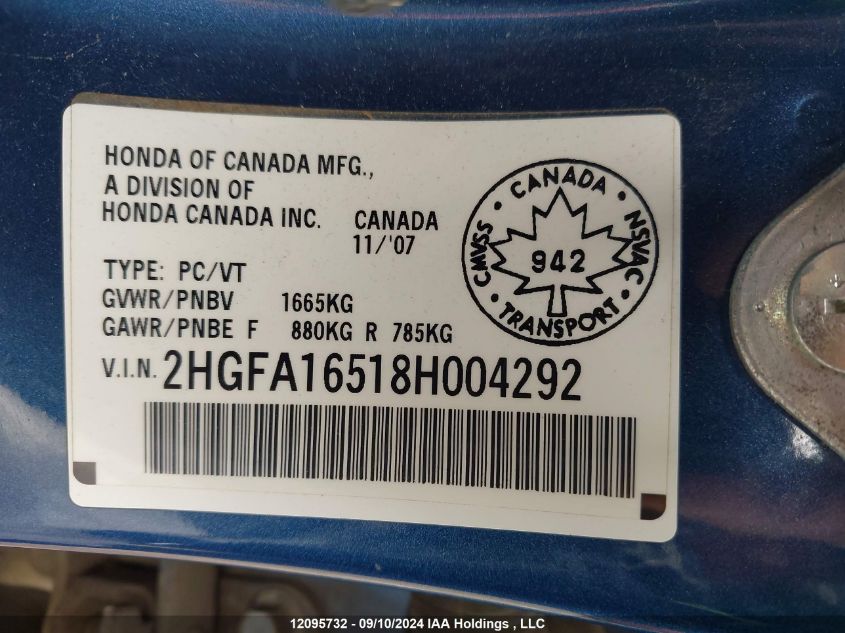 HONDA OF CANADA MFG.,
A DIVISION OF
HONDA CANADA INC. CANADA
11/'07
TYPE: PC/VT
GVWR/PNBV 1665KG
GAWR/PNBE F 880KG R 785KG
V.I.N. 2HGFA16518H004292
CMVSS • CANADA • NSVAC • TRANSPORT •
942
12095732 - 09/10/2024 IAA Holdings , LLC